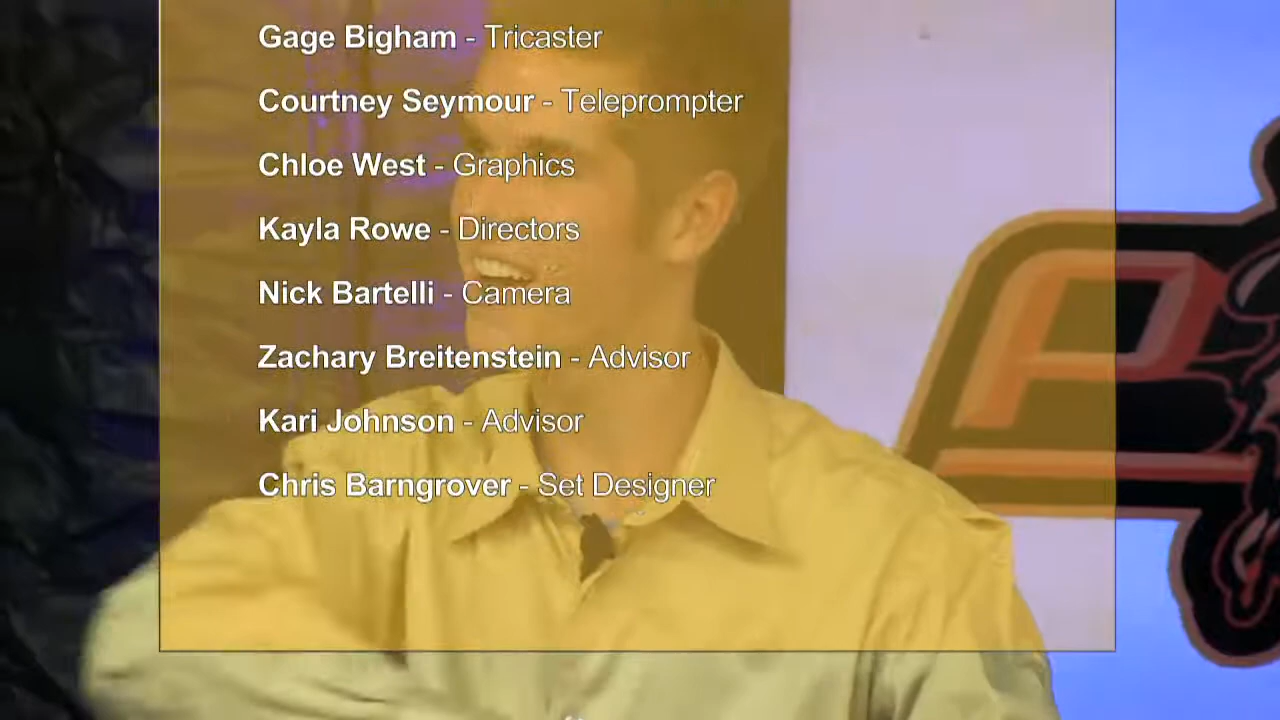 Gage Bigham - Tricaster
Courtney Seymour - Teleprompter
Chloe West - Graphics
Kayla Rowe - Directors
Nick Bartelli - Camera
Zachary Breitenstein - Advisor
Kari Johnson - Advisor
Chris Barngrover - Set Designer